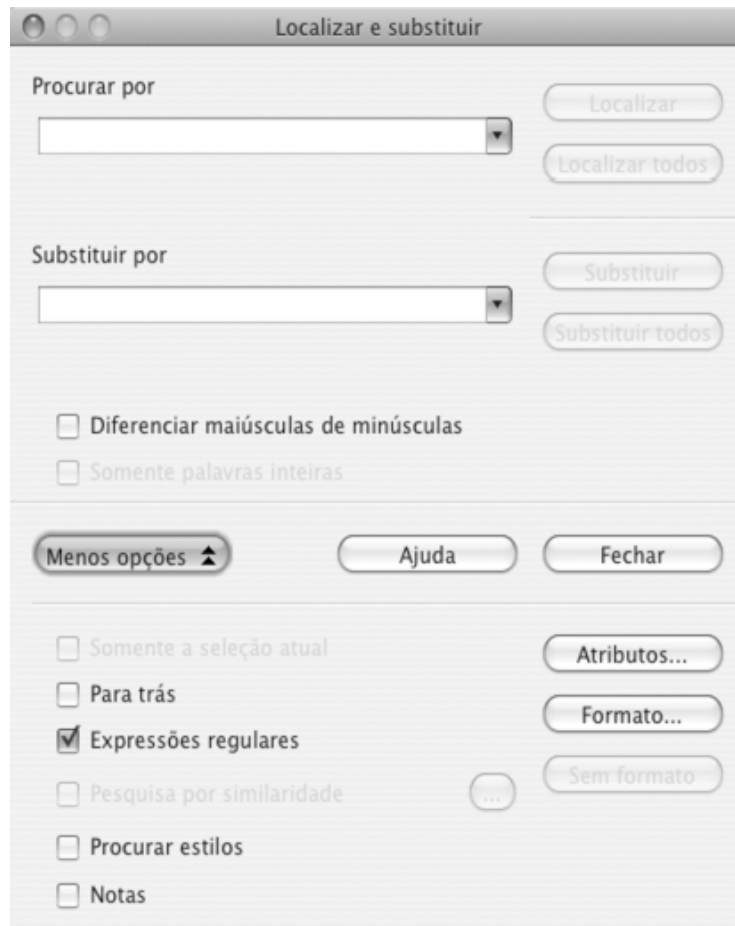 Localizar e substituir
Procurar por
Localizar
Localizar todos
Substituir por
Substituir
Substituir todos
Diferenciar maiúsculas de minúsculas
Somente palavras inteiras
Menos opções
Ajuda
Fechar
Somente a seleção atual
Atributos...
Para trás
Formato...
Expressões regulares
Sem formato
Pesquisa por similaridade
...
Procurar estilos
Notas